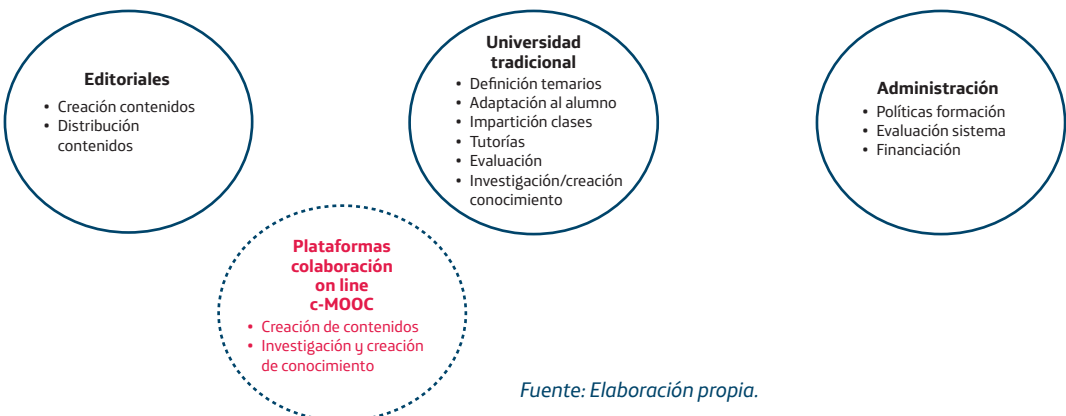 Editoriales
• Creación contenidos
• Distribución
contenidos
Universidad
tradicional
• Definición temarios
• Adaptación al alumno
• Impartición clases
• Tutorías
• Evaluación
• Investigación/creación
conocimiento
Administración
• Políticas formación
• Evaluación sistema
• Financiación
Plataformas
colaboración
on line
c-MOOC
• Creación de contenidos
• Investigación y creación
de conocimiento
Fuente: Elaboración propia.